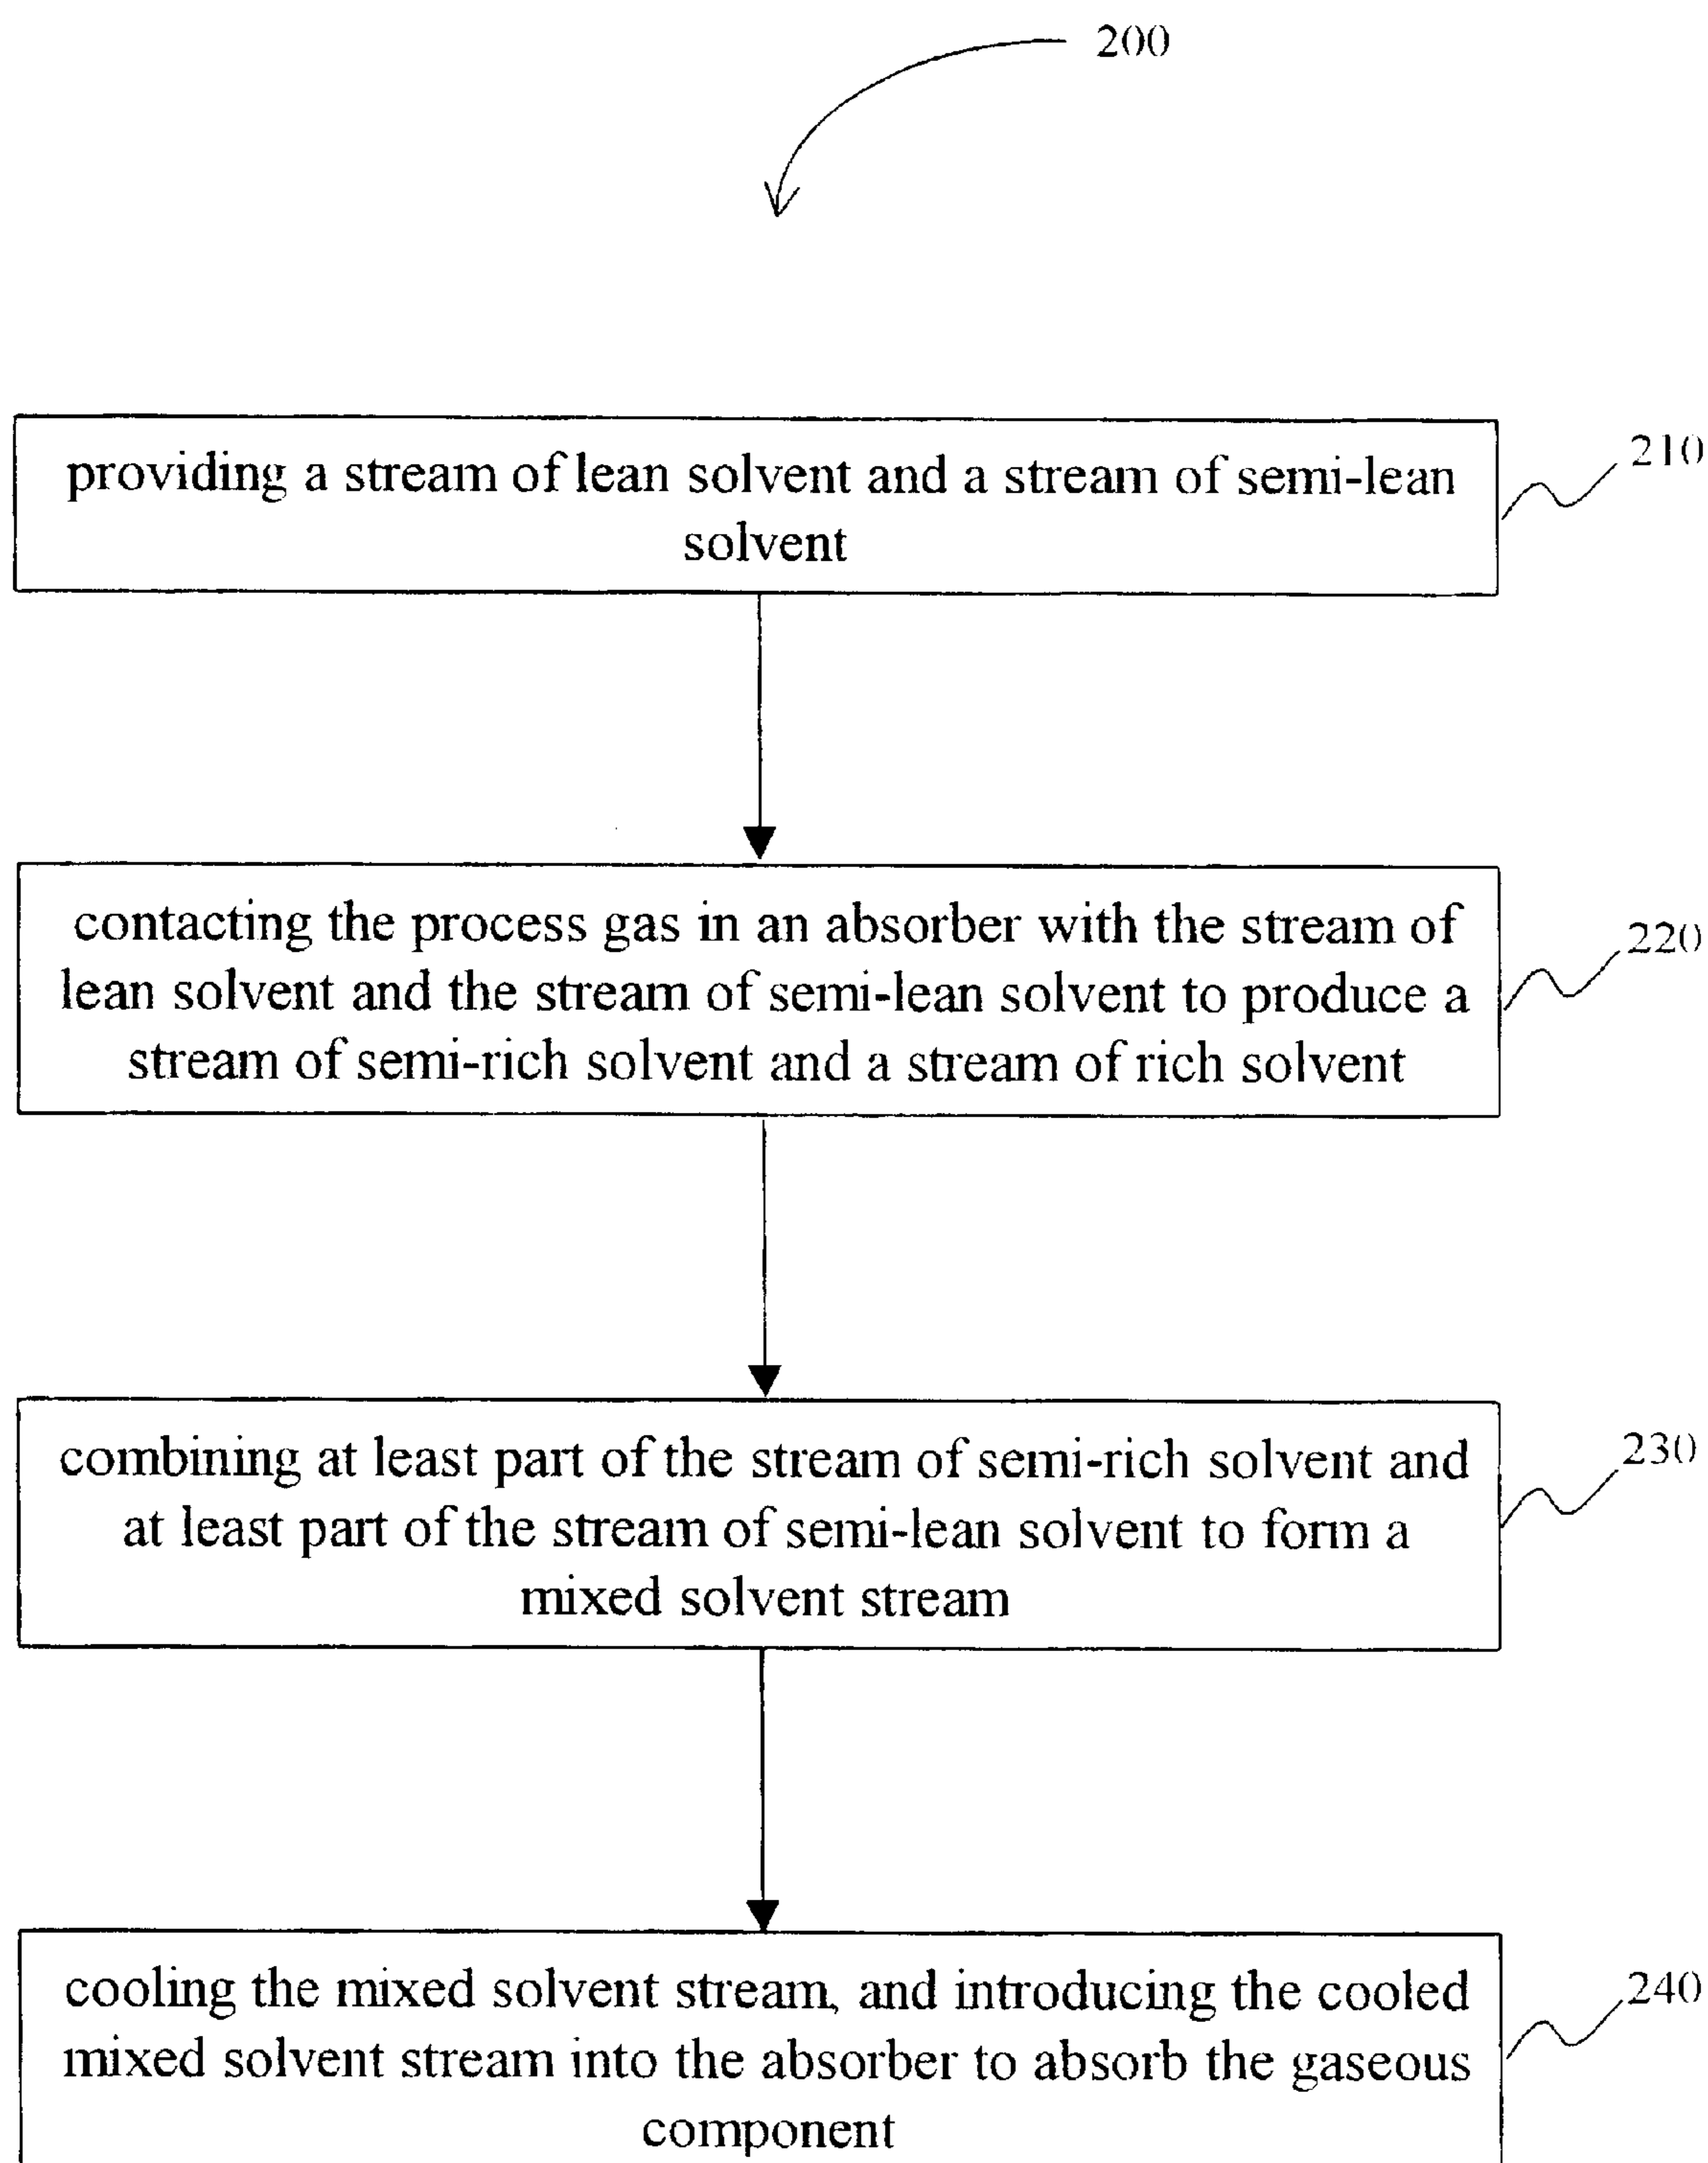 200
providing a stream of lean solvent and a stream of semi-lean
solvent
210
contacting the process gas in an absorber with the stream of
lean solvent and the stream of semi-lean solvent to produce a
stream of semi-rich solvent and a stream of rich solvent
220
combining at least part of the stream of semi-rich solvent and
at least part of the stream of semi-lean solvent to form a
mixed solvent stream
230
cooling the mixed solvent stream, and introducing the cooled
mixed solvent stream into the absorber to absorb the gaseous
component
240